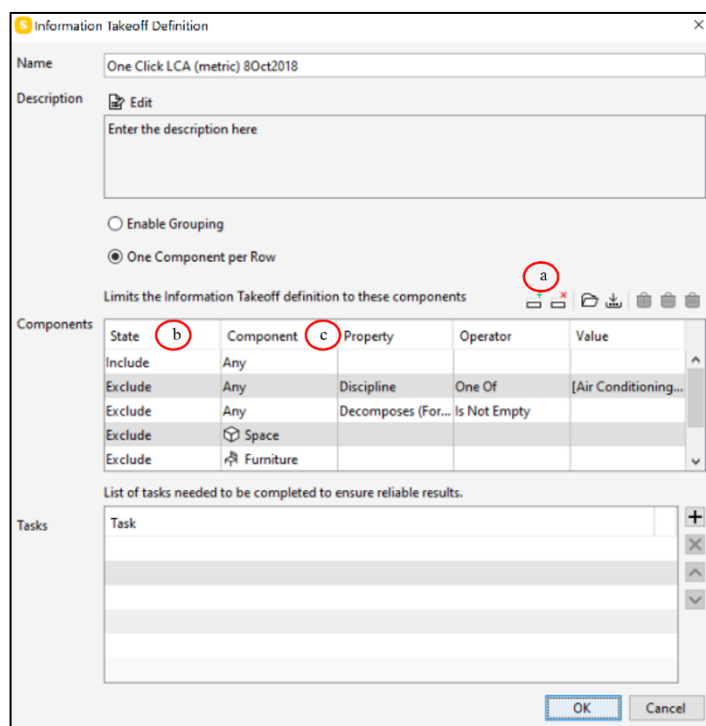 S Information Takeoff Definition
Name One Click LCA (metric) 8Oct2018
Description Edit
Enter the description here
Enable Grouping
One Component per Row
a
Limits the Information Takeoff definition to these components
Components
State b Component c Property Operator Value
Include Any
Exclude Any Discipline One Of [Air Conditioning...
Exclude Any Decomposes (For... Is Not Empty
Exclude Space
Exclude Furniture
List of tasks needed to be completed to ensure reliable results.
Tasks Task
OK Cancel